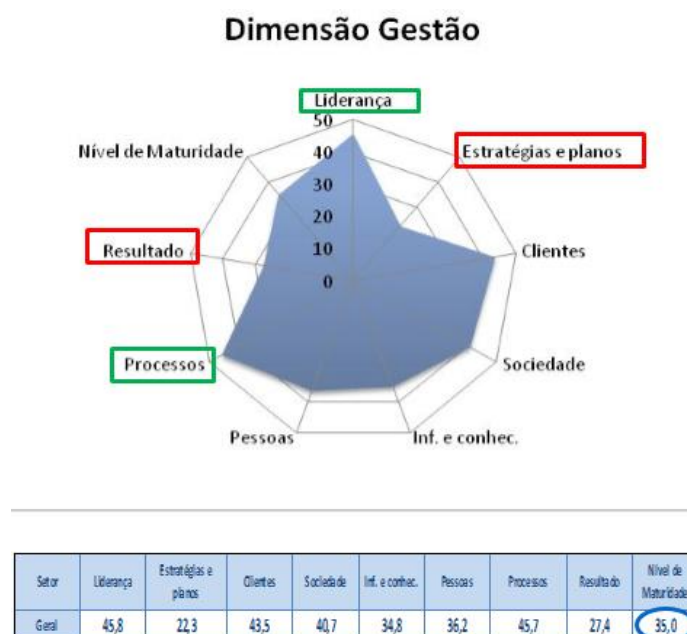 Dimensão Gestão
Liderança
50
Nível de Maturidade
40
Estratégias e planos
30
20
Resultado
10
Clientes
0
Processos
Sociedade
Pessoas
Inf. e conhec.
Setor Liderança Estratégias e planos Clientes Sociedade Inf. e conhec. Pessoas Processos Resultado Nível de Maturidade
Geral 45,8 22,3 43,5 40,7 34,8 36,2 45,7 27,4 35,0